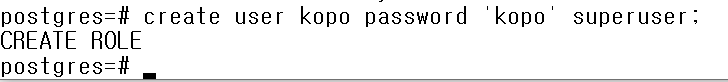 postgres=# create user kopo password 'kopo' superuser;
CREATE ROLE
postgres=#